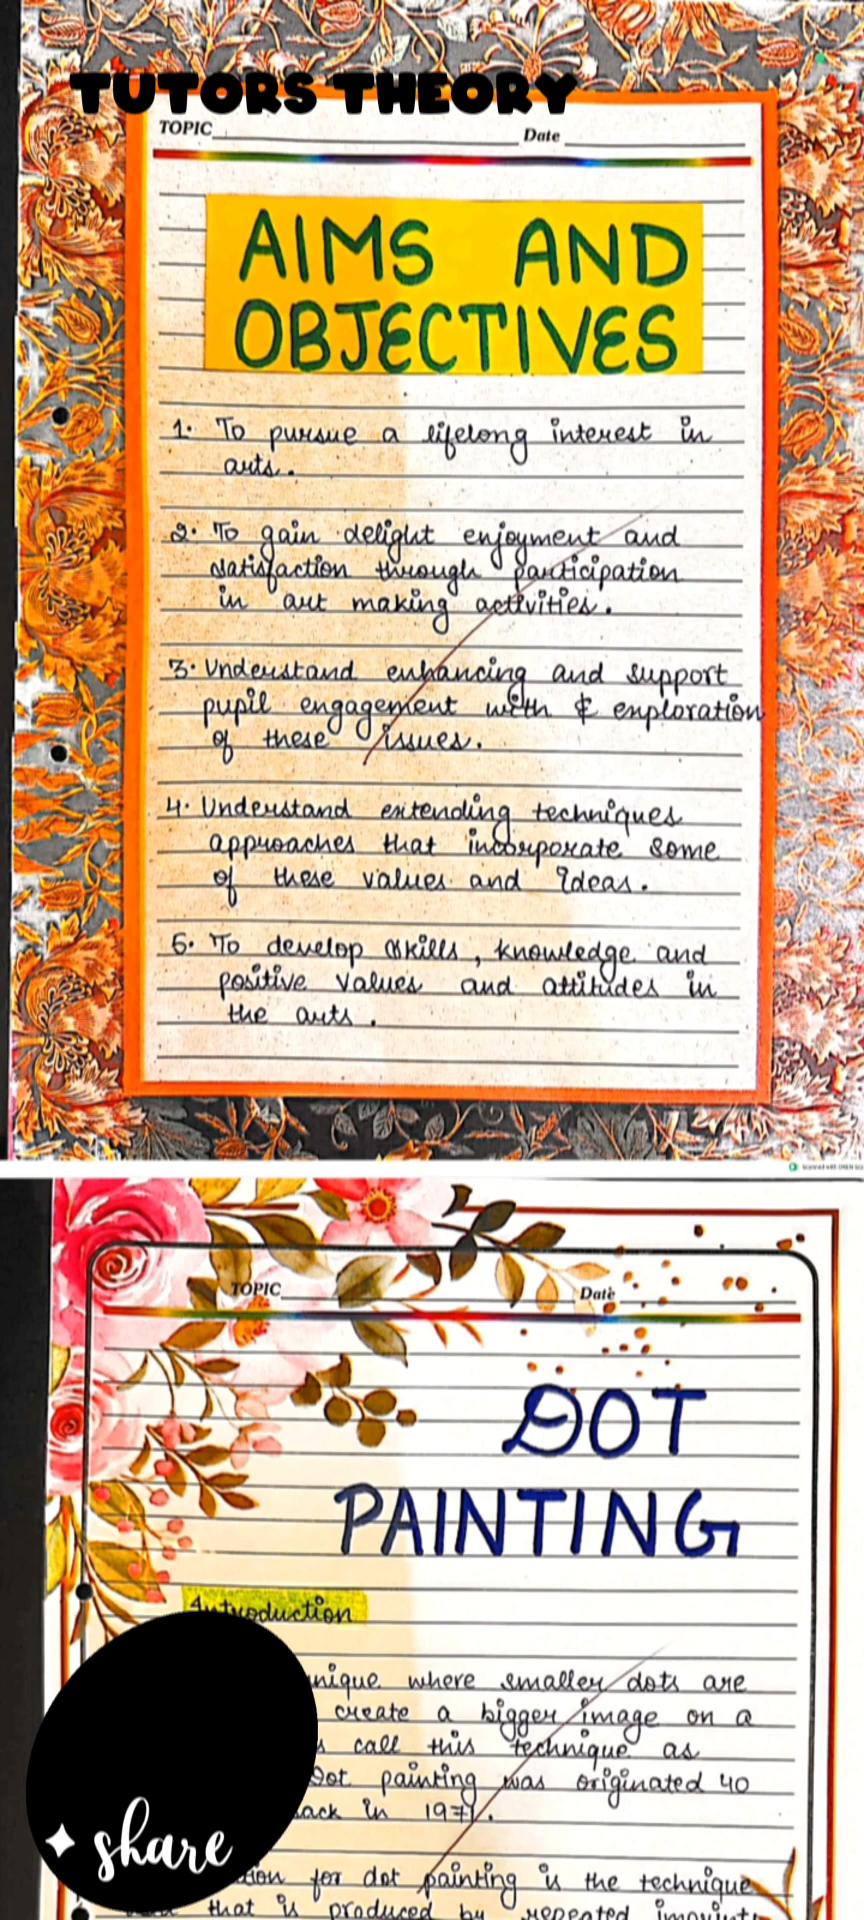 TUTORS THEORY
TOPIC Date
AIMS AND
OBJECTIVES
1. To pursue a lifelong interest in
arts.
2. To gain delight enjoyment and
satisfaction through participation
in art making activities.
3. Understand enhancing and support
pupil engagement with & exploration
of these issues.
4. Understand extending techniques
approaches that incorporate some
of these values and Ideas.
5. To develop skills, knowledge and
positive values and attitudes in
the arts.
TOPIC Date
DOT
PAINTING
Introduction
where smaller dots are
create a bigger image on a
call this technique as
Dot painting was originated 40
in 1971.
for dot painting is the technique
that is produced by repeated
share